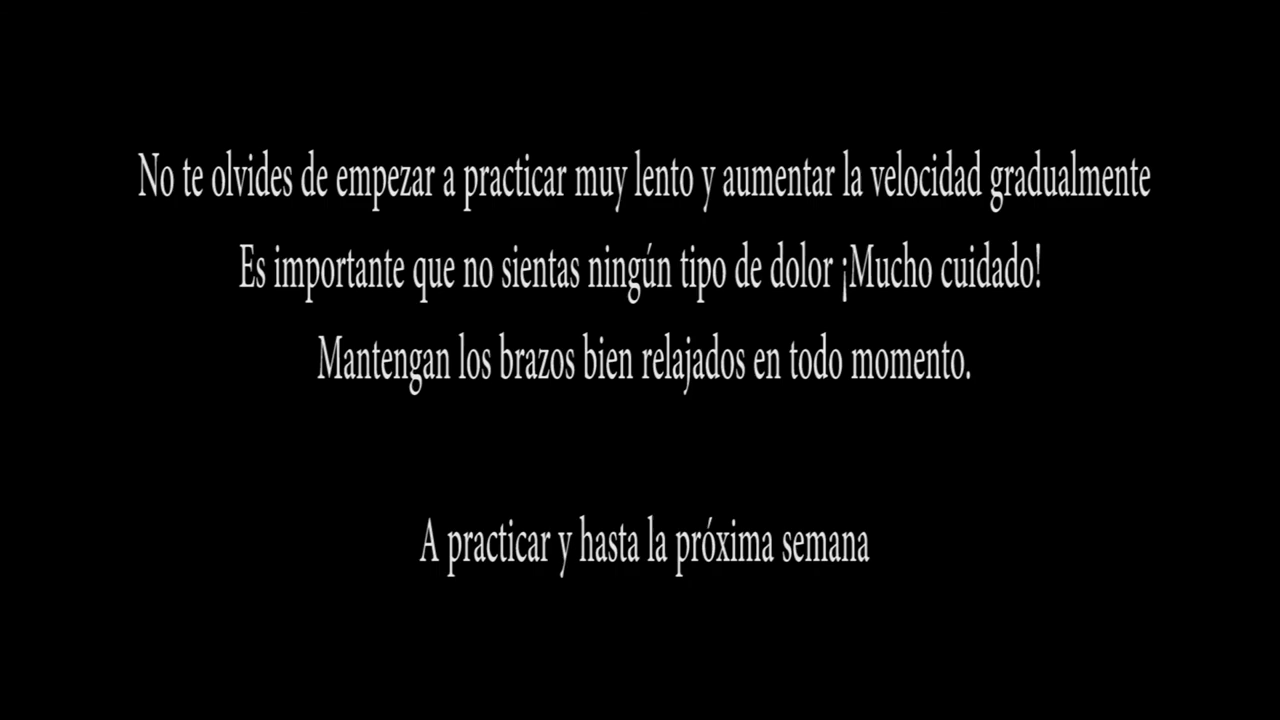 No te olvides de empezar a practicar muy lento y aumentar la velocidad gradualmente
Es importante que no sientas ningún tipo de dolor ¡Mucho cuidado!
Mantengan los brazos bien relajados en todo momento.
A practicar y hasta la próxima semana